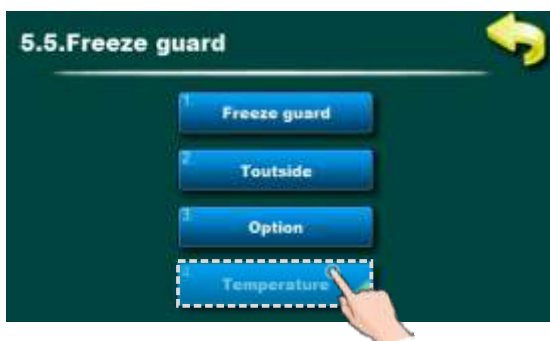 5.5.Freeze guard
1. Freeze guard
2. Toutside
3. Option
4. Temperature